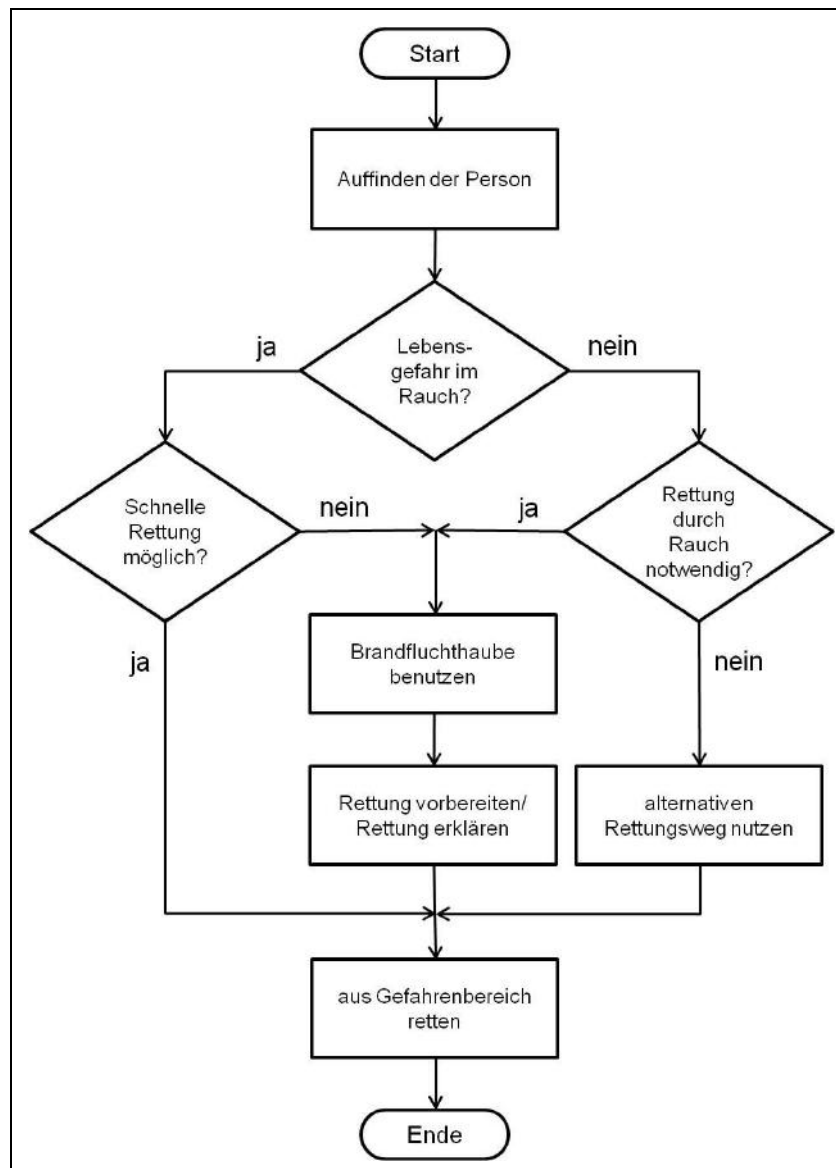 Start
Auffinden der Person
ja
nein
Lebens-
gefahr im
Rauch?
Schnelle
Rettung
möglich?
nein
ja
Rettung
durch
Rauch
notwendig?
ja
nein
Brandfluchthaube
benutzen
Rettung vorbereiten/
Rettung erklären
alternativen
Rettungsweg nutzen
aus Gefahrenbereich
retten
Ende